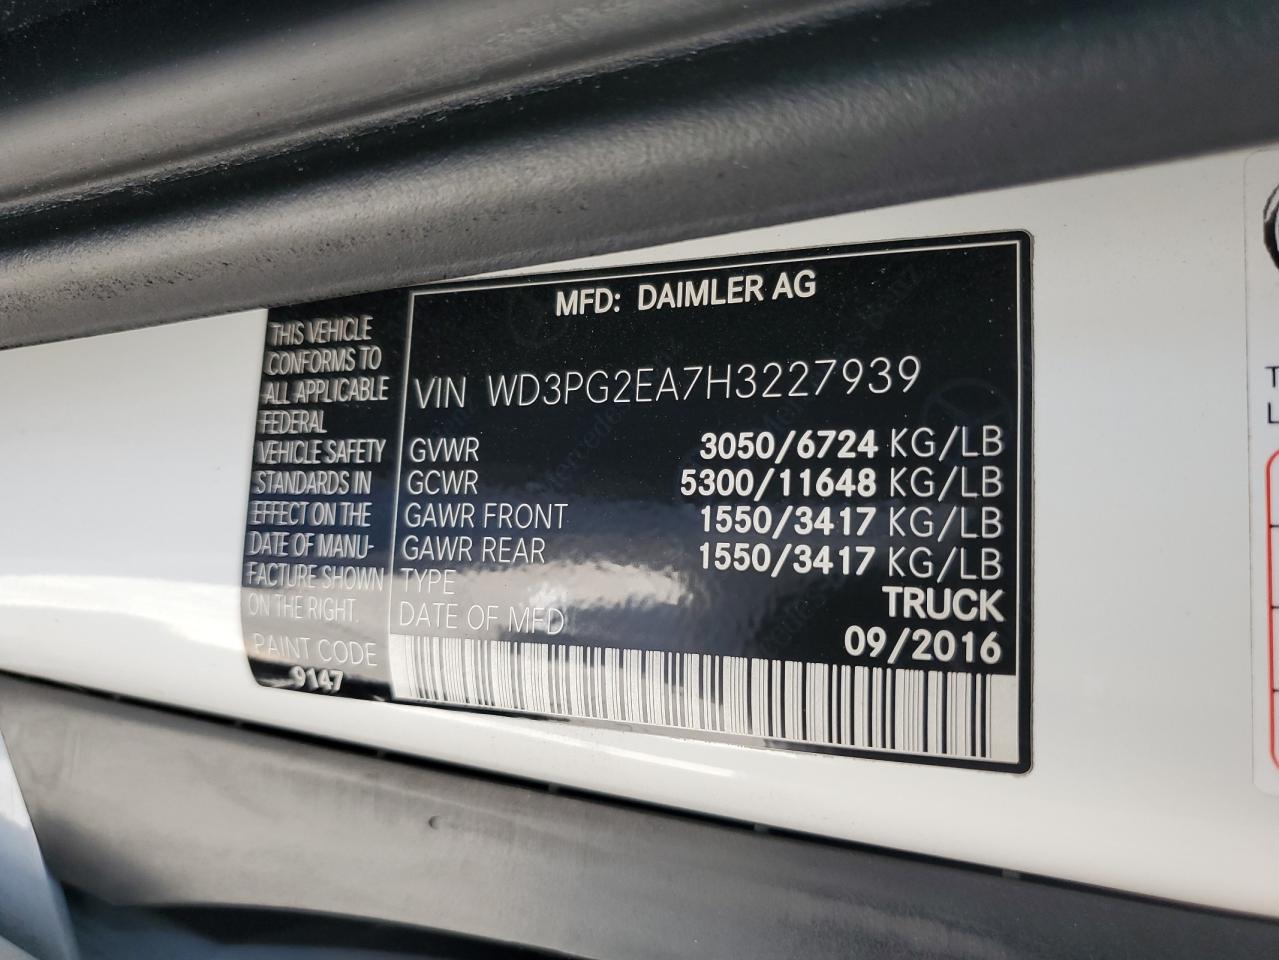 MFD: DAIMLER AG
THIS VEHICLE
CONFORMS TO
ALL APPLICABLE
FEDERAL
VEHICLE SAFETY
STANDARDS IN
EFFECT ON THE
DATE OF MANU-
FACTURE SHOWN
ON THE RIGHT.
PAINT CODE
9147
VIN WD3PG2EA7H3227939
GVWR 3050/6724 KG/LB
GCWR 5300/11648 KG/LB
GAWR FRONT 1550/3417 KG/LB
GAWR REAR 1550/3417 KG/LB
TYPE TRUCK
DATE OF MFD 09/2016